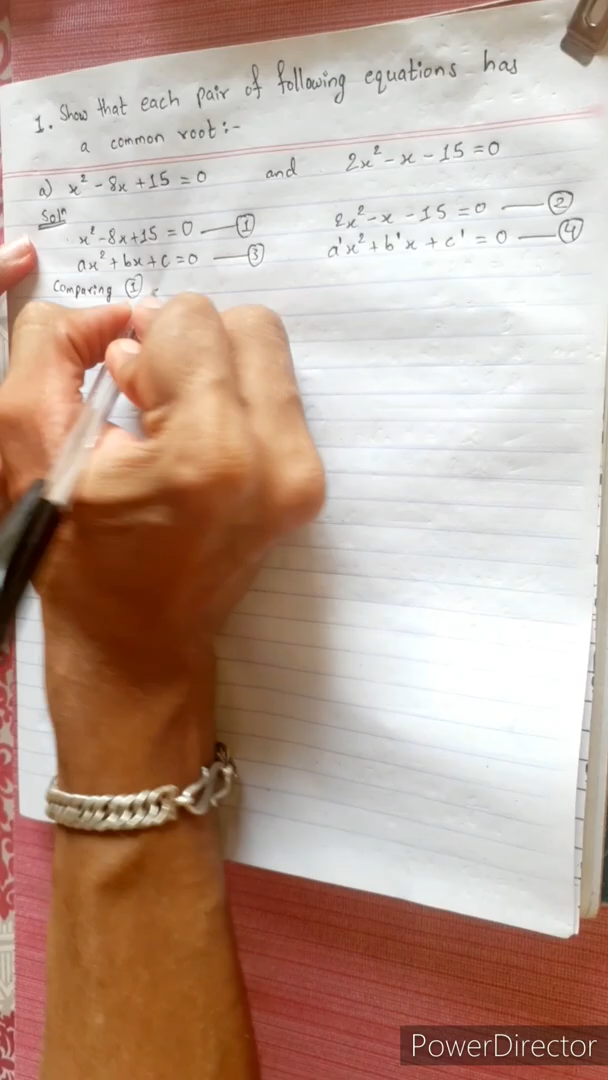 1. Show that each pair of following equations has
a common root:-
a) x² - 8x + 15 = 0 and 2x² - x - 15 = 0
Solⁿ
x² - 8x + 15 = 0 — ① 2x² - x - 15 = 0 — ②
ax² + bx + c = 0 — ③ a'x² + b'x + c' = 0 — ④
Comparing ①
PowerDirector